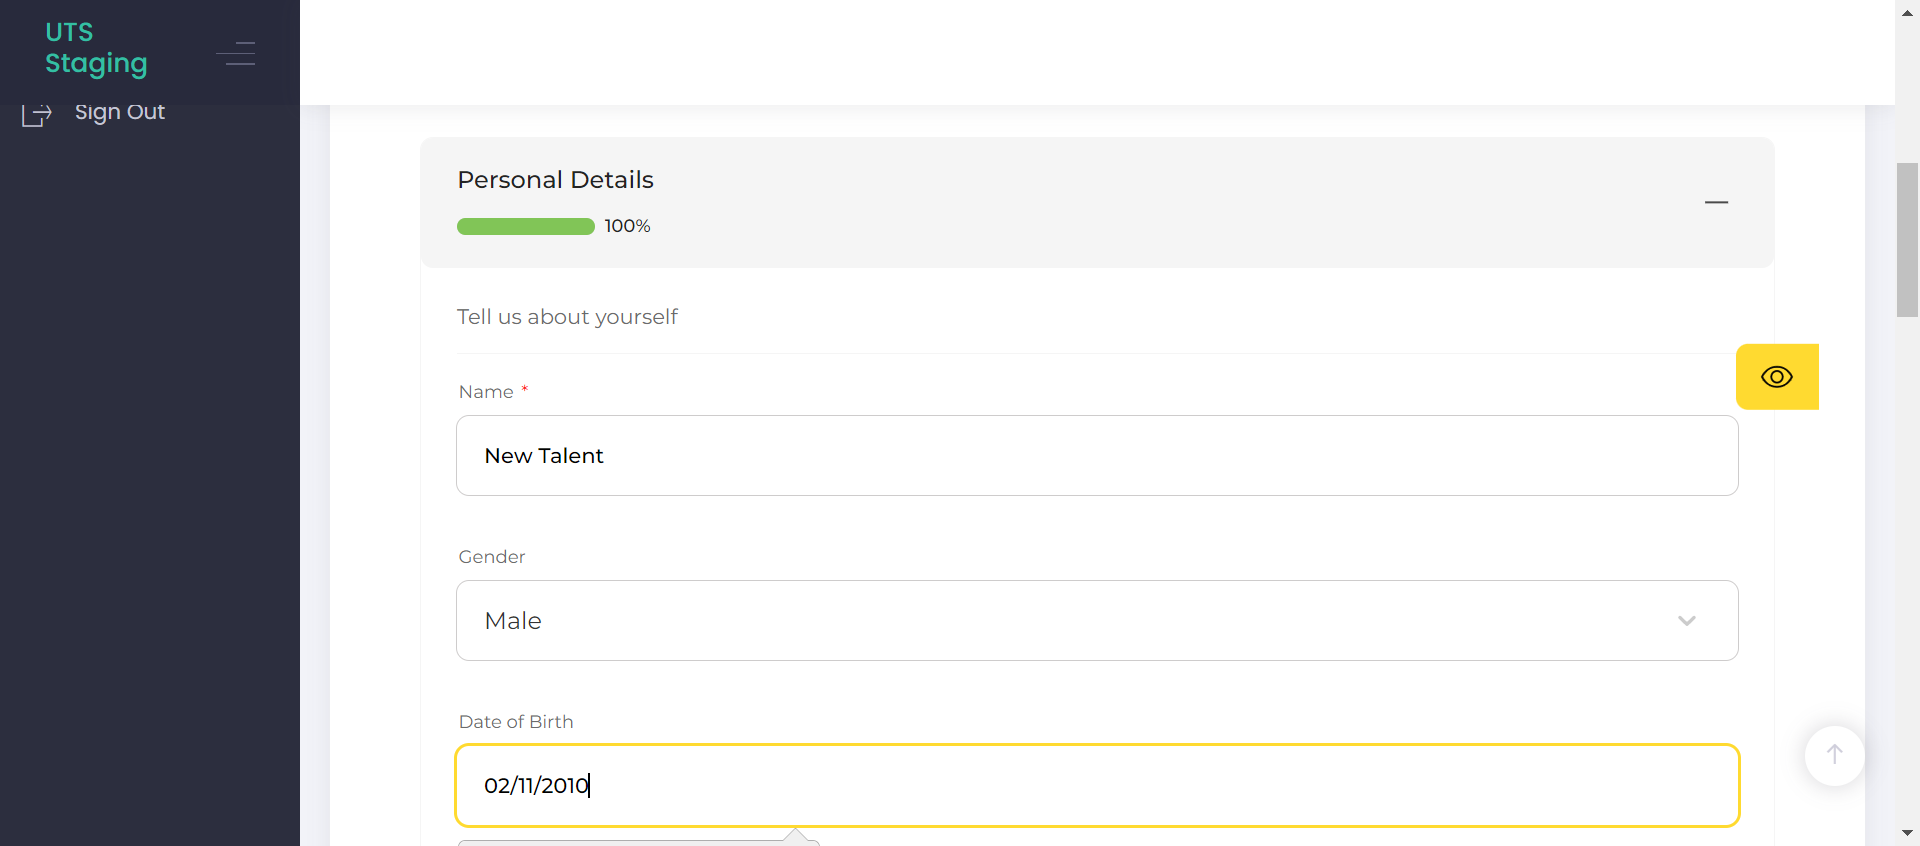 UTS
Staging
Sign Out
Personal Details
100%
Tell us about yourself
Name *
New Talent
Gender
Male
Date of Birth
02/11/2010